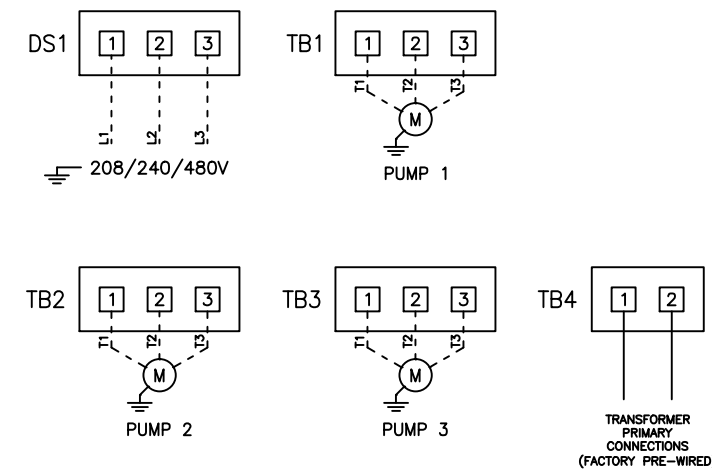 DS1
1 2 3
L1 L2 L3
208/240/480V
TB1
1 2 3
T1 T2 T3
M
PUMP 1
TB2
1 2 3
T1 T2 T3
M
PUMP 2
TB3
1 2 3
T1 T2 T3
M
PUMP 3
TB4
1 2
TRANSFORMER
PRIMARY
CONNECTIONS
(FACTORY PRE-WIRED